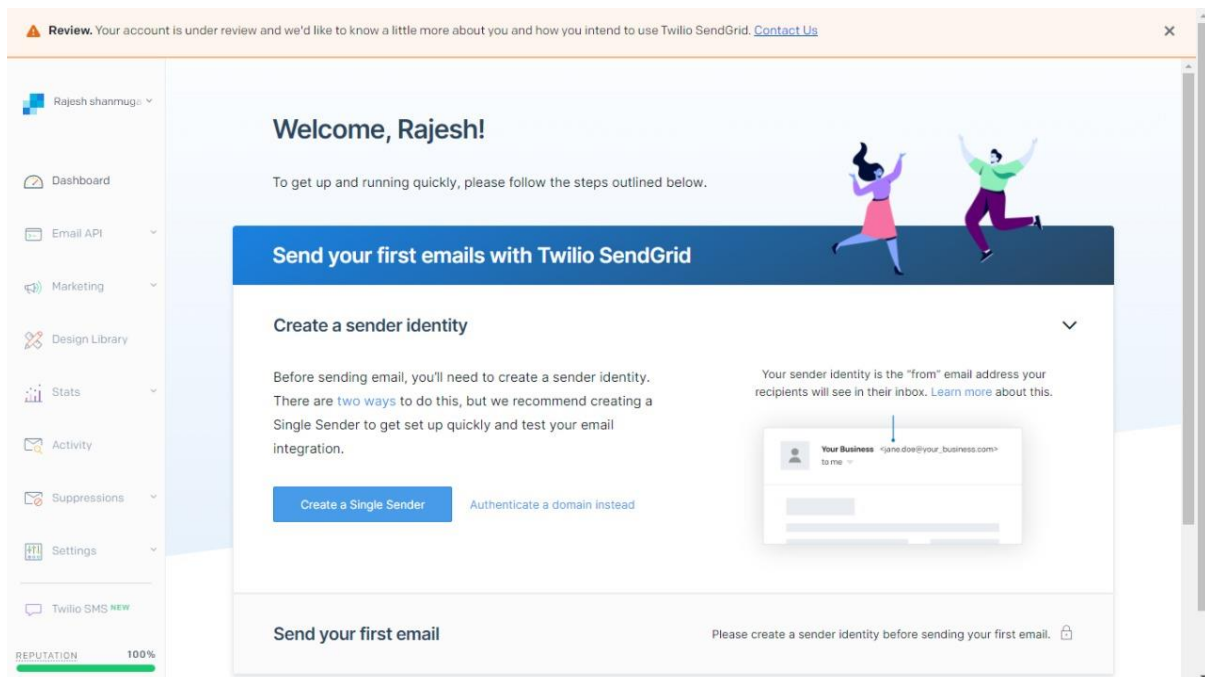 Review. Your account is under review and we'd like to know a little more about you and how you intend to use Twilio SendGrid. Contact Us
Rajesh shanmuga
Dashboard
Email API
Marketing
Design Library
Stats
Activity
Suppressions
Settings
Twilio SMS NEW
REPUTATION 100%
Welcome, Rajesh!
To get up and running quickly, please follow the steps outlined below.
Send your first emails with Twilio SendGrid
Create a sender identity
Before sending email, you'll need to create a sender identity.
There are two ways to do this, but we recommend creating a
Single Sender to get set up quickly and test your email
integration.
Create a Single Sender
Authenticate a domain instead
Your sender identity is the "from" email address your
recipients will see in their inbox. Learn more about this.
Your Business <jane.doe@your_business.com>
to me
Send your first email
Please create a sender identity before sending your first email.